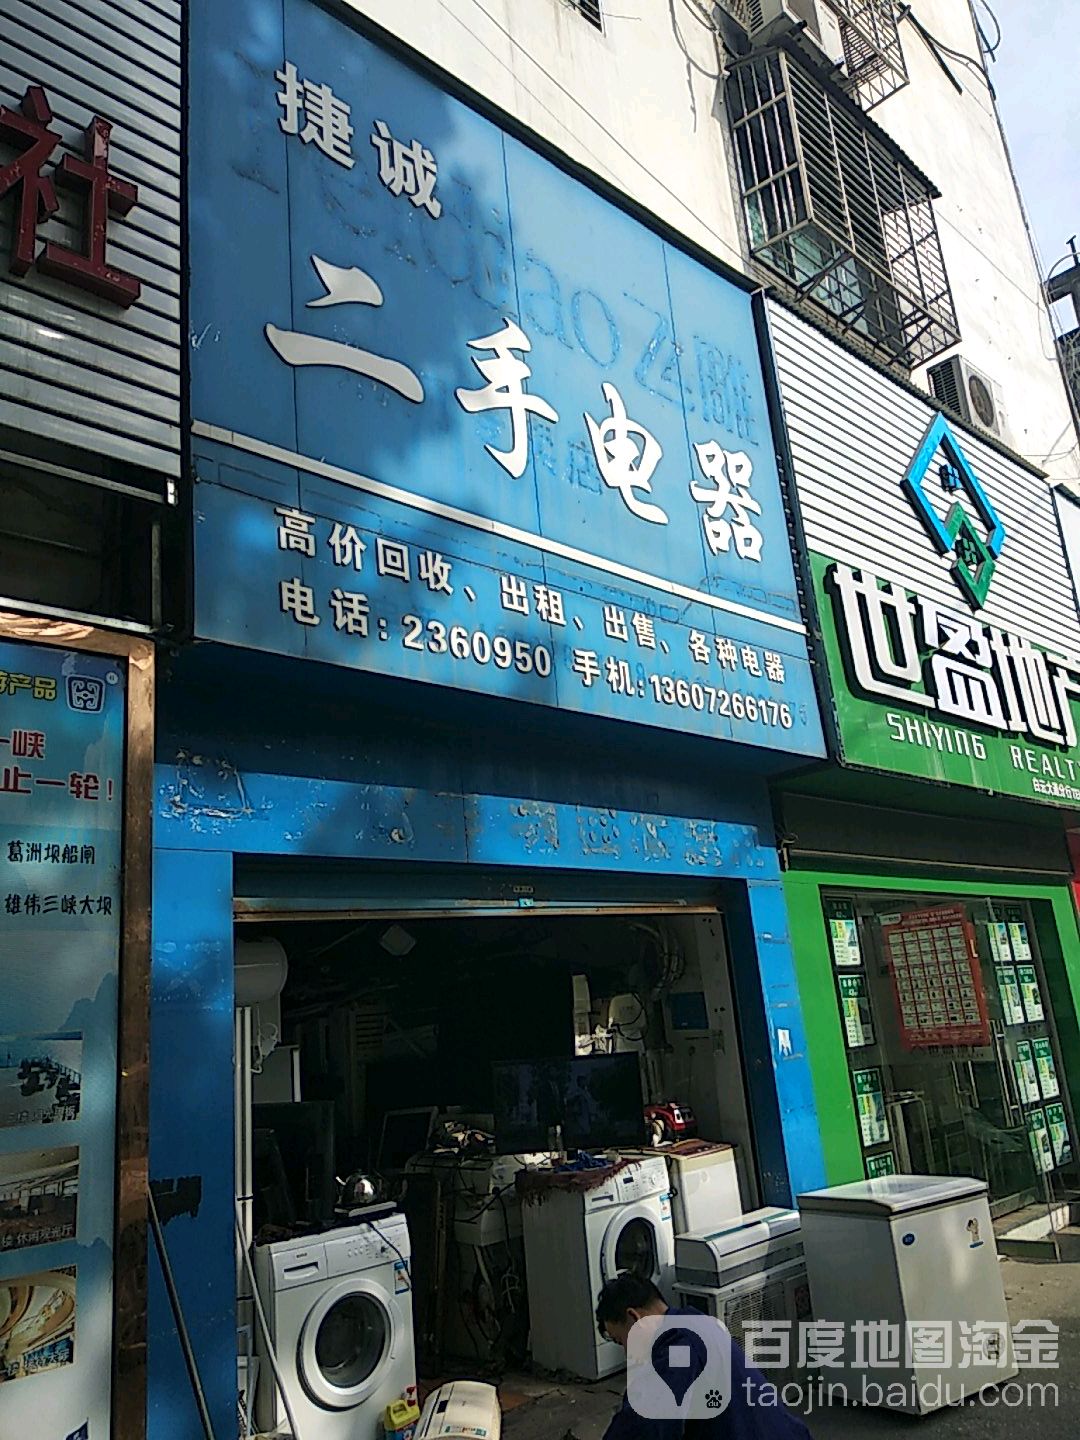 社
捷诚
二手电器
高价回收、出租、出售、各种电器
电话:2360950 手机:13607266176
世盈地产
SHIYING REALTY
产品
峡
止一轮!
葛洲坝船闸
雄伟三峡大坝
百度地图淘金
taojin.baidu.com